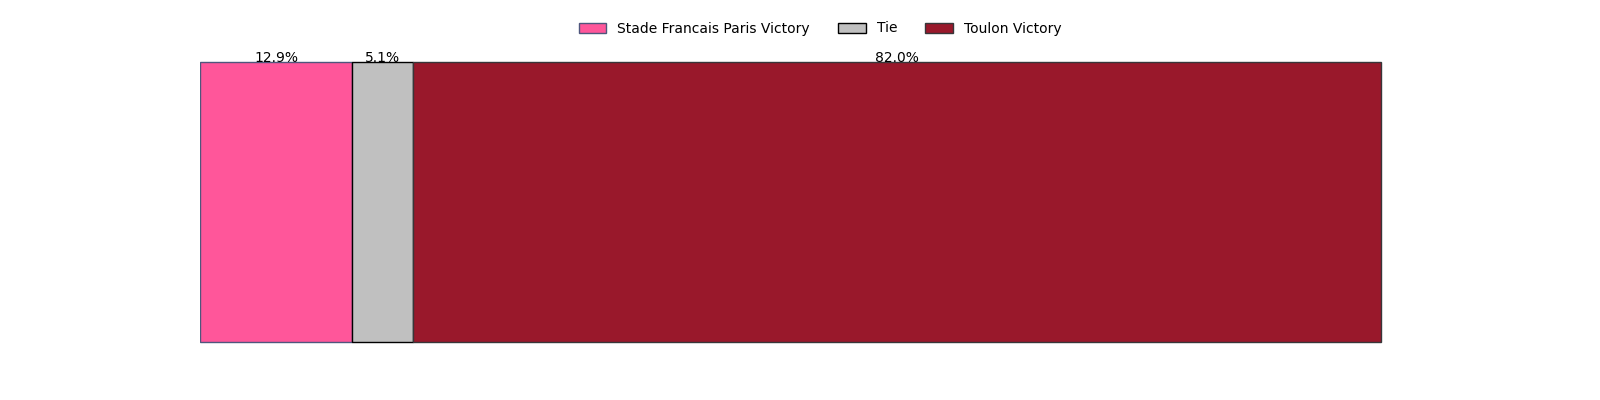 Stade Francais Paris Victory Tie Toulon Victory
12.9% 5.1% 82.0%